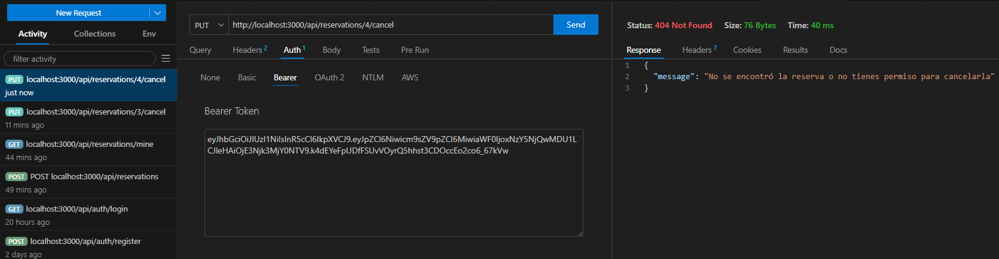 New Request
Activity Collections Env
filter activity
PUT localhost:3000/api/reservations/4/cancel
just now
PUT localhost:3000/api/reservations/3/cancel
11 mins ago
GET localhost:3000/api/reservations/mine
44 mins ago
POST POST localhost:3000/api/reservations
49 mins ago
GET localhost:3000/api/auth/login
20 hours ago
POST localhost:3000/api/auth/register
2 days ago
PUT http://localhost:3000/api/reservations/4/cancel Send
Query Headers 2 Auth 1 Body Tests Pre Run
None Basic Bearer OAuth 2 NTLM AWS
Bearer Token
eyJhbGciOiJIUzI1NiIsInR5cCI6IkpXVCJ9.eyJpZCI6Niwicm9sZV9pZCI6MiwiaWF0IjoxNzY5NjQwMDU1L
CJleHAiOjE3Njk3MjY0NTV9.k4dEYeFpUDfFSUvVOyrQ5hhst3CDOccEo2co6_67kVw
Status: 404 Not Found Size: 76 Bytes Time: 40 ms
Response Headers 7 Cookies Results Docs
1 {
2 "message": "No se encontró la reserva o no tienes permiso para cancelarla"
3 }